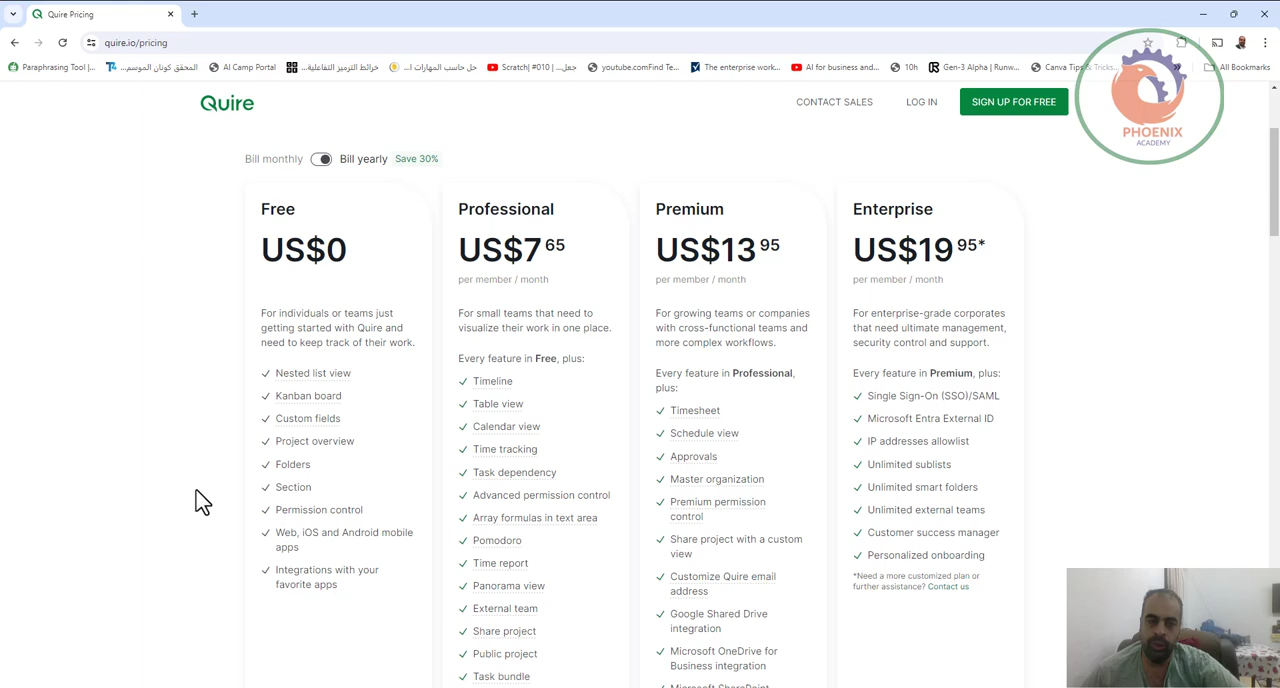 Quire Pricing
quire.io/pricing
Paraphrasing Tool |...
المحقق كونان الموسم...
AI Camp Portal
خرائط الترميز التفاعلية...
Scratch| #010 | جعل...
youtube.comFind Te...
The enterprise work...
AI for business and...
10h
Gen-3 Alpha | Runw...
Canva Tips & Tricks...
All Bookmarks
Quire
CONTACT SALES
LOG IN
SIGN UP FOR FREE
PHOENIX
ACADEMY
Bill monthly
Bill yearly
Save 30%
Free
US$0
For individuals or teams just
getting started with Quire and
need to keep track of their work.
Nested list view
Kanban board
Custom fields
Project overview
Folders
Section
Permission control
Web, iOS and Android mobile
apps
Integrations with your
favorite apps
Professional
US$7 65
per member / month
For small teams that need to
visualize their work in one place.
Every feature in Free, plus:
Timeline
Table view
Calendar view
Time tracking
Task dependency
Advanced permission control
Array formulas in text area
Pomodoro
Time report
Panorama view
External team
Share project
Public project
Task bundle
Premium
US$13 95
per member / month
For growing teams or companies
with cross-functional teams and
more complex workflows.
Every feature in Professional,
plus:
Timesheet
Schedule view
Approvals
Master organization
Premium permission
control
Share project with a custom
view
Customize Quire email
address
Google Shared Drive
integration
Microsoft OneDrive for
Business integration
Microsoft SharePoint
Enterprise
US$19 95*
per member / month
For enterprise-grade corporates
that need ultimate management,
security control and support.
Every feature in Premium, plus:
Single Sign-On (SSO)/SAML
Microsoft Entra External ID
IP addresses allowlist
Unlimited sublists
Unlimited smart folders
Unlimited external teams
Customer success manager
Personalized onboarding
*Need a more customized plan or
further assistance? Contact us